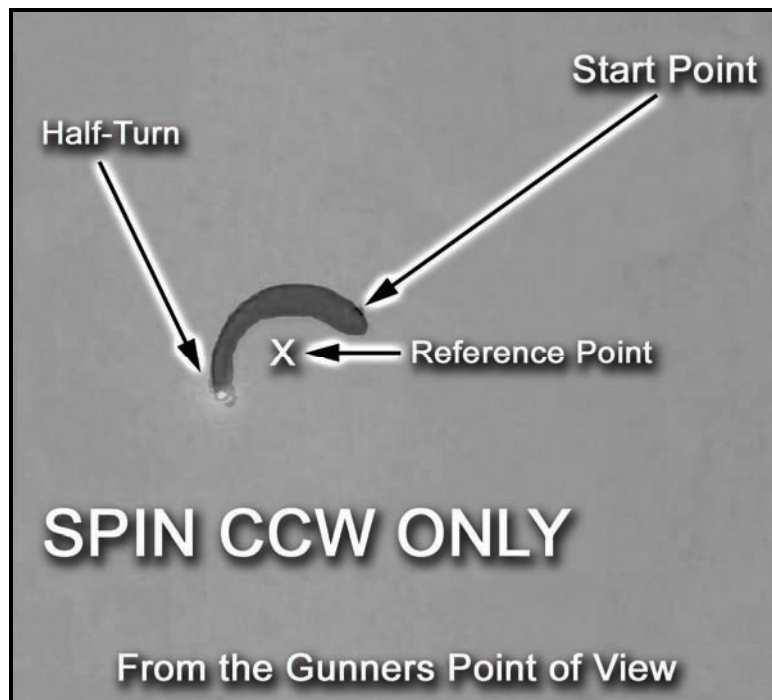 Start Point
Half-Turn
X
Reference Point
SPIN CCW ONLY
From the Gunners Point of View